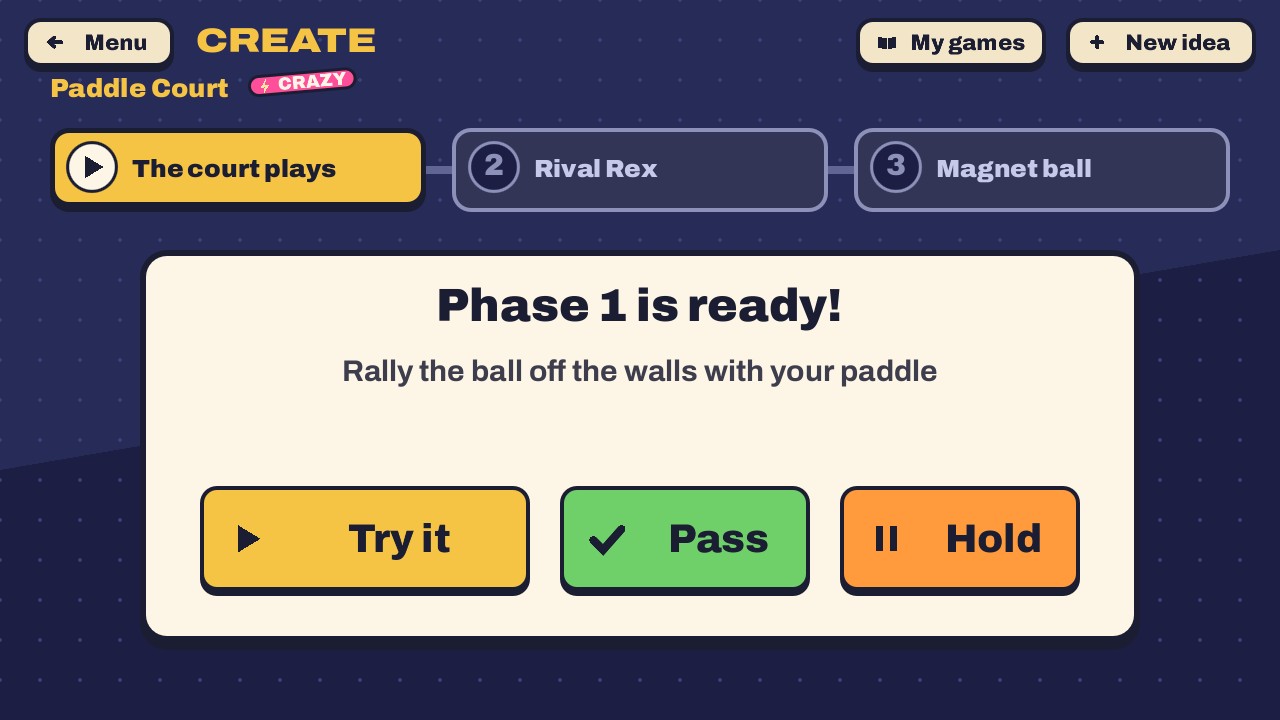 Menu
CREATE
My games
New idea
Paddle Court
CRAZY
The court plays
2
Rival Rex
3
Magnet ball
Phase 1 is ready!
Rally the ball off the walls with your paddle
Try it
Pass
Hold